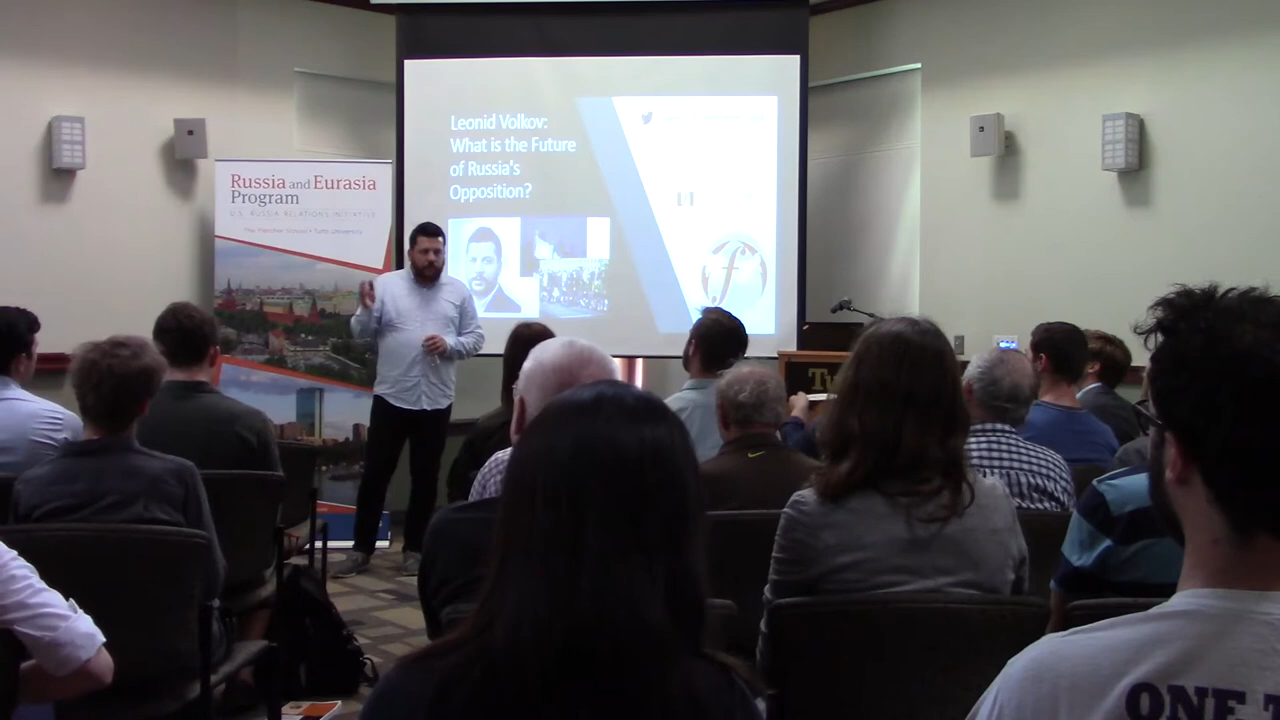 Leonid Volkov:
What is the Future
of Russia's
Opposition?
Russia and Eurasia
Program
U.S. RUSSIA RELATIONS INITIATIVE
The Fletcher School • Tufts University
f
Tu
ONE T